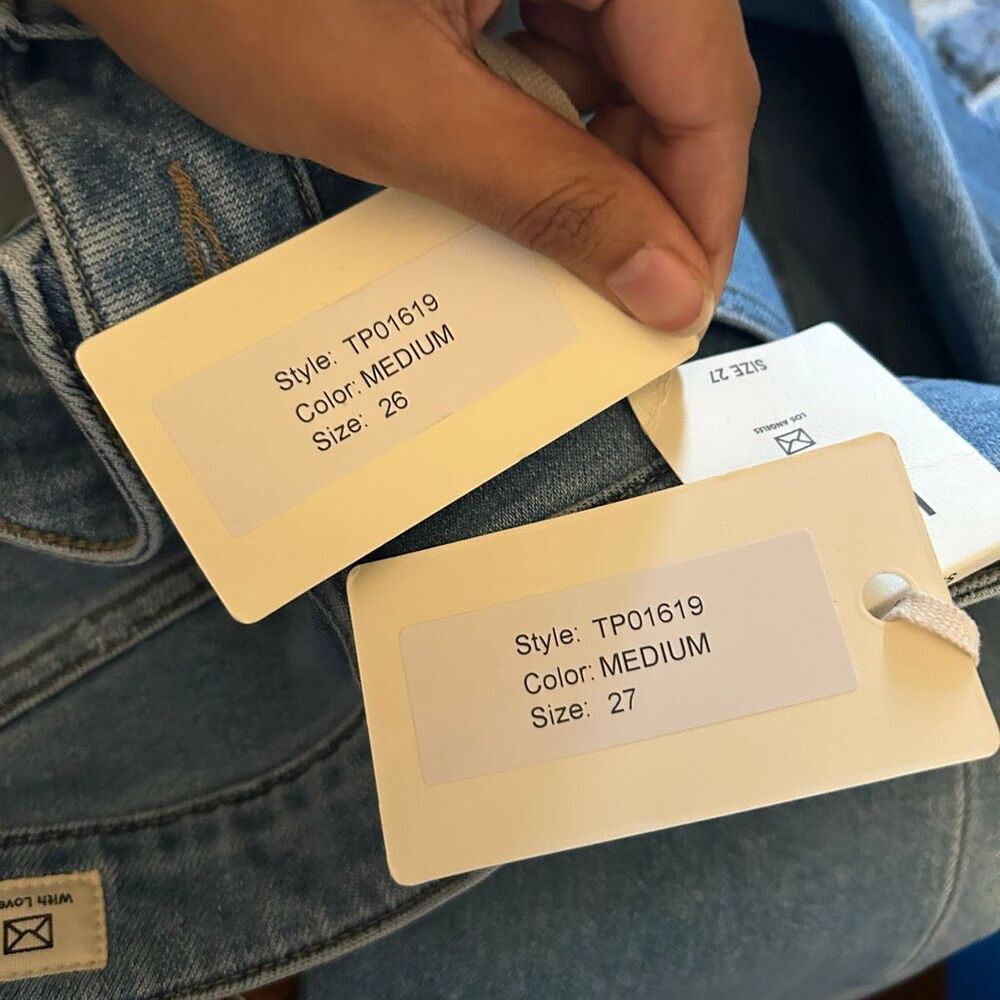 Style: TP01619
Color: MEDIUM
Size: 26
SIZE 27
LOS ANGELES
Style: TP01619
Color: MEDIUM
Size: 27
With Love